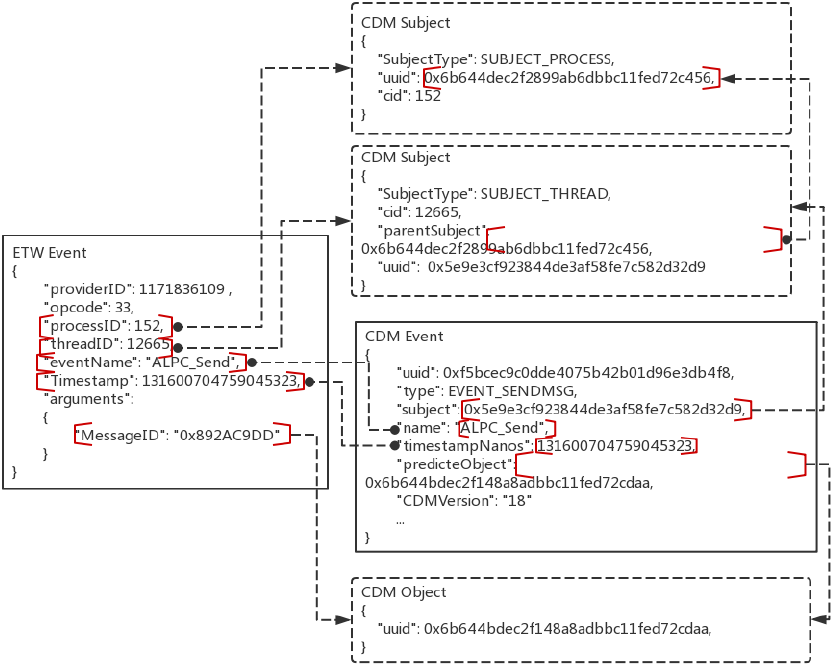 CDM Subject
{
"SubjectType": SUBJECT_PROCESS,
"uuid": 0x6b644dec2f2899ab6dbbc11fed72c456,
"cid": 152
}
CDM Subject
{
"SubjectType": SUBJECT_THREAD,
"cid": 12665,
"parentSubject"
0x6b644dec2f2899ab6dbbc11fed72c456,
"uuid":  0x5e9e3cf923844de3af58fe7c582d32d9
}
ETW Event
{
"providerID": 1171836109 ,
"opcode": 33,
"processID": 152,
"threadID": 12665
"eventName": "ALPC_Send",
"Timestamp": 131600704759045323,
"arguments":
{
"MessageID": "0x892AC9DD"
}
}
CDM Event
{
"uuid": 0xf5bcec9c0dde4075b42b01d96e3db4f8,
"type": EVENT_SENDMSG,
"subject": 0x5e9e3cf923844de3af58fe7c582d32d9,
"name": "ALPC_Send",
"timestampNanos": 131600704759045323,
"predicteObject":
0x6b644bdec2f148a8adbbc11fed72cdaa,
"CDMVersion": "18"
...
}
CDM Object
{
"uuid": 0x6b644bdec2f148a8adbbc11fed72cdaa,
}